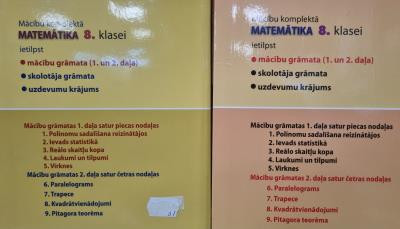 Mācību komplektā
MATEMĀTIKA 8. klasei
ietilpst
mācību grāmata (1. un 2. daļa)
skolotāja grāmata
uzdevumu krājums
Mācību grāmatas 1. daļa satur piecas nodaļas
1. Polinomu sadalīšana reizinātājos
2. Ievads statistikā
3. Reālo skaitļu kopa
4. Laukumi un tilpumi
5. Virknes
Mācību grāmatas 2. daļa satur četras nodaļas
6. Paralelograms
7. Trapece
8. Kvadrātvienādojumi
9. Pitagora teorēma
Mācību komplektā
MATEMĀTIKA 8. klasei
ietilpst
mācību grāmata (1. un 2. daļa)
skolotāja grāmata
uzdevumu krājums
Mācību grāmatas 1. daļa satur piecas nodaļas
1. Polinomu sadalīšana reizinātājos
2. Ievads statistikā
3. Reālo skaitļu kopa
4. Laukumi un tilpumi
5. Virknes
Mācību grāmatas 2. daļa satur četras nodaļas
6. Paralelograms
7. Trapece
8. Kvadrātvienādojumi
9. Pitagora teorēma